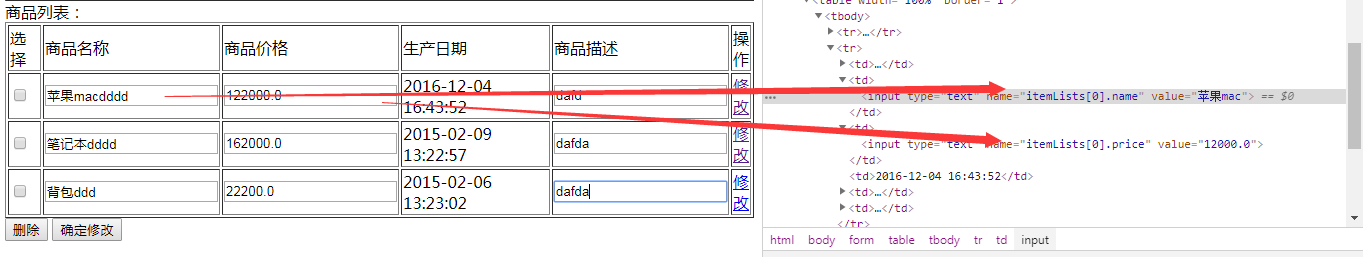 商品列表：
选择 商品名称 商品价格 生产日期 商品描述 操作
苹果macdddd 122000.0 2016-12-04 16:43:52 dafd 修改
笔记本dddd 162000.0 2015-02-09 13:22:57 dafda 修改
背包ddd 22200.0 2015-02-06 13:23:02 dafda 修改
删除 确定修改
<table width="100%" border="1">
▼<tbody>
▶<tr>…</tr>
▼<tr>
▶<td>…</td>
▼<td>
… <input type="text" name="itemLists[0].name" value="苹果mac"> == $0
</td>
▼<td>
<input type="text" name="itemLists[0].price" value="12000.0">
</td>
<td>2016-12-04 16:43:52</td>
▶<td>…</td>
▶<td>…</td>
</tr>
html body form table tbody tr td input